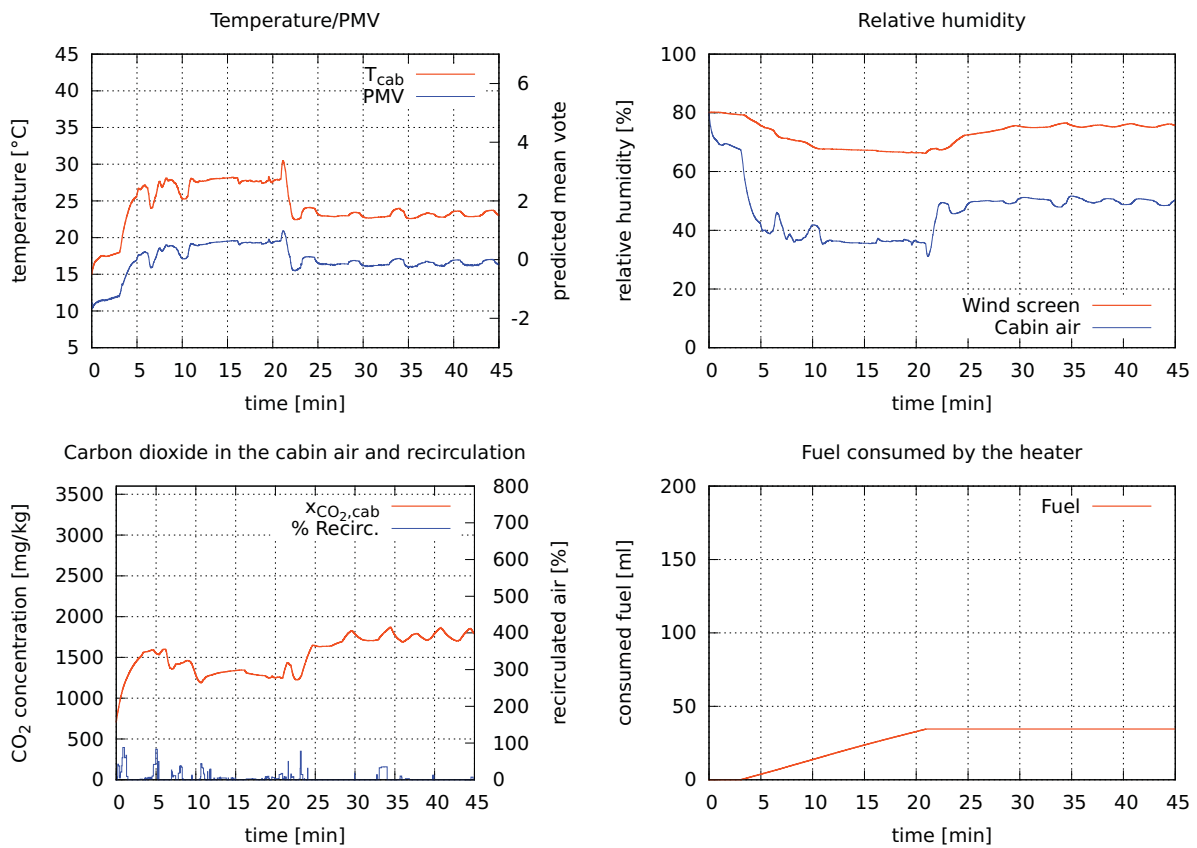 Temperature/PMV
45
40
35
30
25
20
15
10
5
temperature [°C]
T_cab
PMV
6
4
2
0
-2
predicted mean vote
0 5 10 15 20 25 30 35 40 45
time [min]
Relative humidity
100
80
60
40
20
0
relative humidity [%]
Wind screen
Cabin air
0 5 10 15 20 25 30 35 40 45
time [min]
Carbon dioxide in the cabin air and recirculation
3500
3000
2500
2000
1500
1000
500
0
CO₂ concentration [mg/kg]
x_CO₂,cab
% Recirc.
800
700
600
500
400
300
200
100
0
recirculated air [%]
0 5 10 15 20 25 30 35 40 45
time [min]
Fuel consumed by the heater
200
150
100
50
0
consumed fuel [ml]
Fuel
0 5 10 15 20 25 30 35 40 45
time [min]